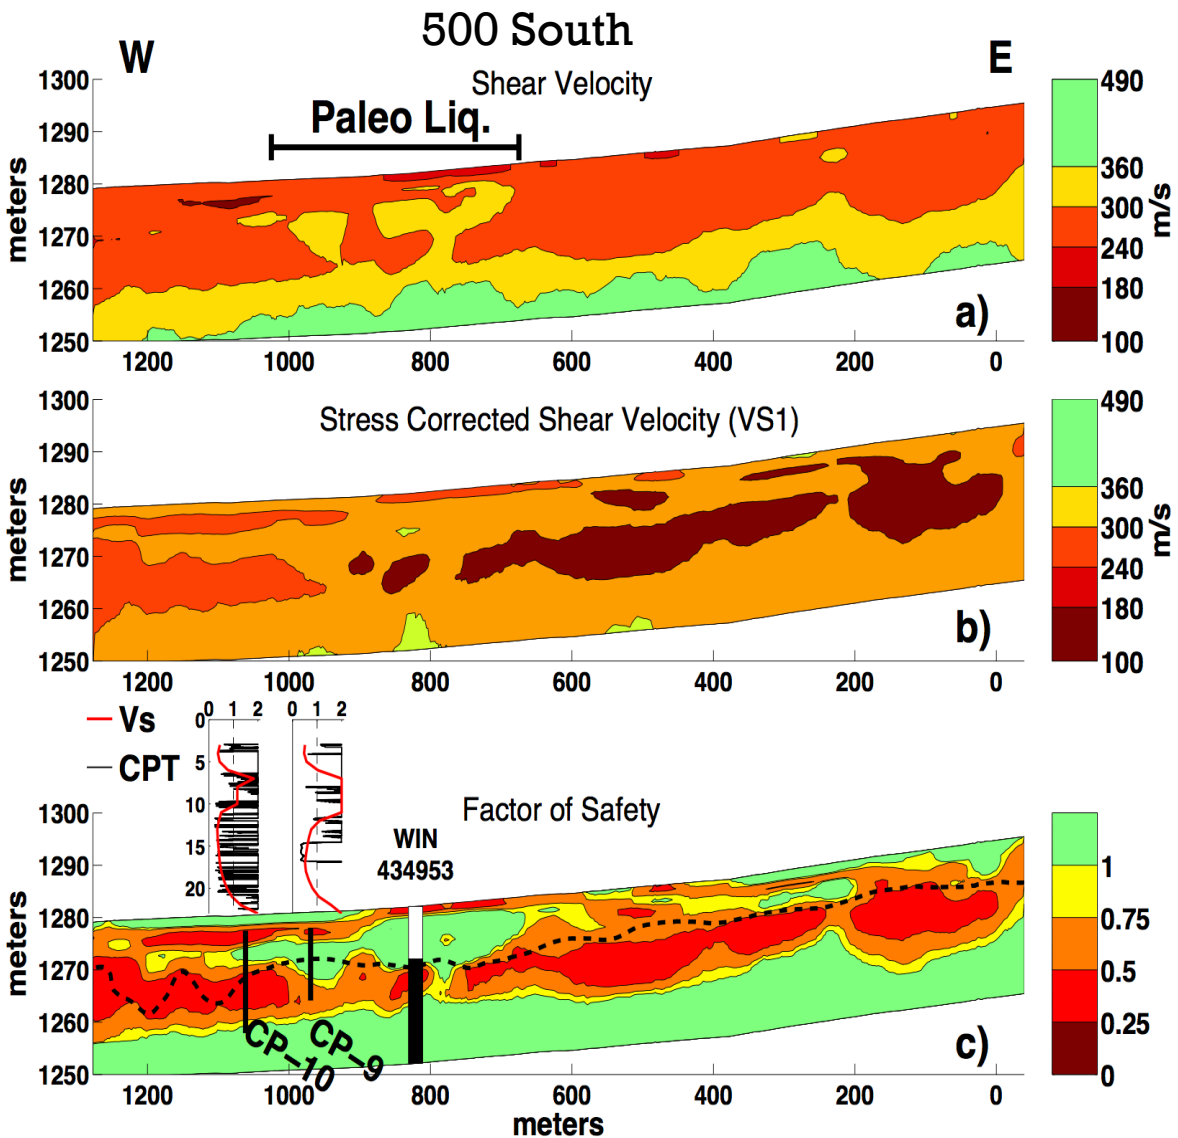 500 South
W
E
Shear Velocity
Paleo Liq.
1300
1290
1280
1270
1260
1250
meters
1200 1000 800 600 400 200 0
a)
490
360
300
240
180
100
m/s
Stress Corrected Shear Velocity (VS1)
1300
1290
1280
1270
1260
1250
meters
1200 1000 800 600 400 200 0
b)
490
360
300
240
180
100
m/s
Vs
CPT
0 1 2
0 1 2
0
5
10
15
20
Factor of Safety
WIN
434953
1300
1290
1280
1270
1260
1250
meters
CP-10
CP-9
c)
1200 1000 800 600 400 200 0
meters
1
0.75
0.5
0.25
0